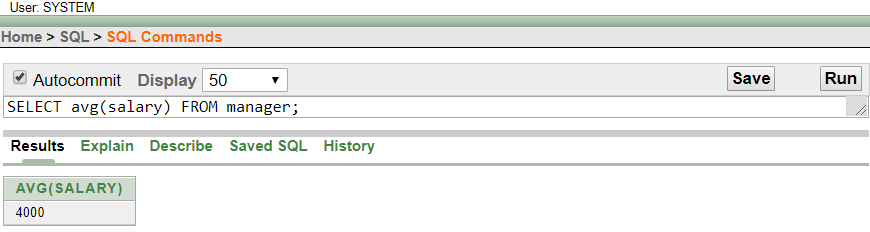 User: SYSTEM
Home > SQL > SQL Commands
Autocommit Display 50 Save Run
SELECT avg(salary) FROM manager;
Results Explain Describe Saved SQL History
AVG(SALARY)
4000